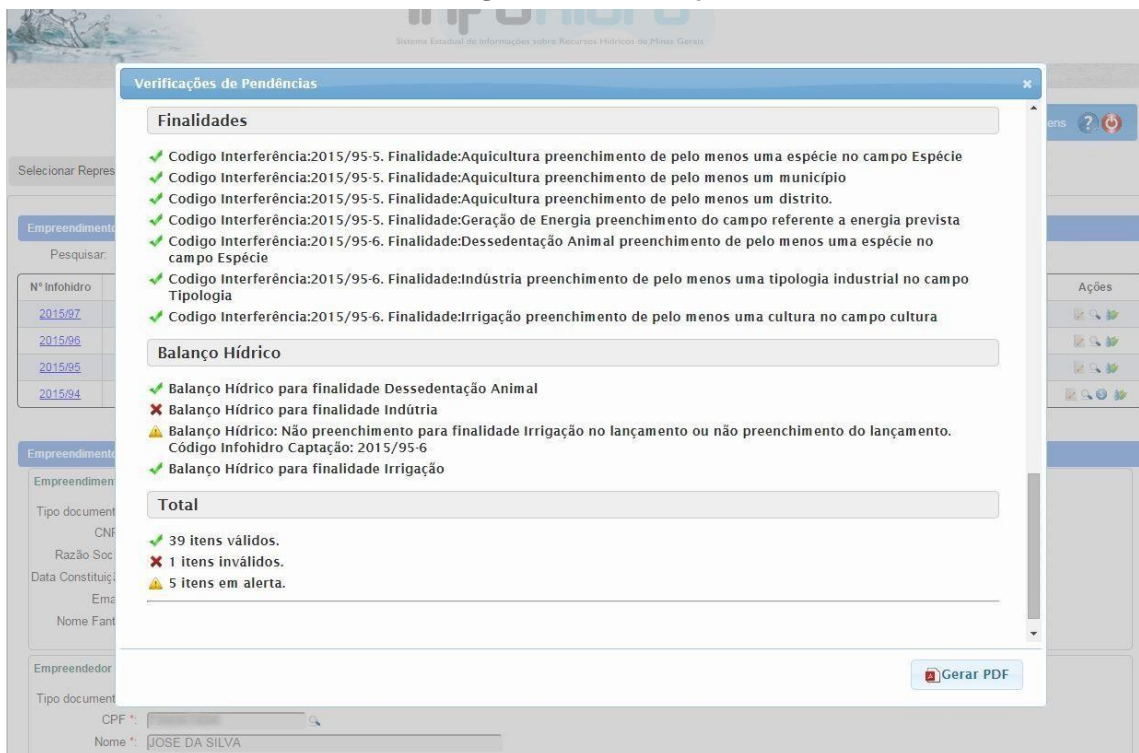 Sistema Estadual de Informações sobre Recursos Hídricos de Minas Gerais
Verificações de Pendências
Finalidades
Codigo Interferência:2015/95-5. Finalidade:Aquicultura preenchimento de pelo menos uma espécie no campo Espécie
Codigo Interferência:2015/95-5. Finalidade:Aquicultura preenchimento de pelo menos um município
Codigo Interferência:2015/95-5. Finalidade:Aquicultura preenchimento de pelo menos um distrito.
Codigo Interferência:2015/95-5. Finalidade:Geração de Energia preenchimento do campo referente a energia prevista
Codigo Interferência:2015/95-6. Finalidade:Dessedentação Animal preenchimento de pelo menos uma espécie no
campo Espécie
Codigo Interferência:2015/95-6. Finalidade:Indústria preenchimento de pelo menos uma tipologia industrial no campo
Tipologia
Codigo Interferência:2015/95-6. Finalidade:Irrigação preenchimento de pelo menos uma cultura no campo cultura
Balanço Hídrico
Balanço Hídrico para finalidade Dessedentação Animal
Balanço Hídrico para finalidade Indútria
Balanço Hídrico: Não preenchimento para finalidade Irrigação no lançamento ou não preenchimento do lançamento.
Código Infohidro Captação: 2015/95-6
Balanço Hídrico para finalidade Irrigação
Total
39 itens válidos.
1 itens inválidos.
5 itens em alerta.
Gerar PDF
ens
Selecionar Repres
Empreendimento
Pesquisar:
Nº Infohidro
Ações
2015/97
2015/96
2015/95
2015/94
Empreendimento
Empreendimen
Tipo document
CNP
Razão Soc
Data Constituiçã
Ema
Nome Fant
Empreendedor
Tipo document
CPF *:
Nome *: JOSE DA SILVA